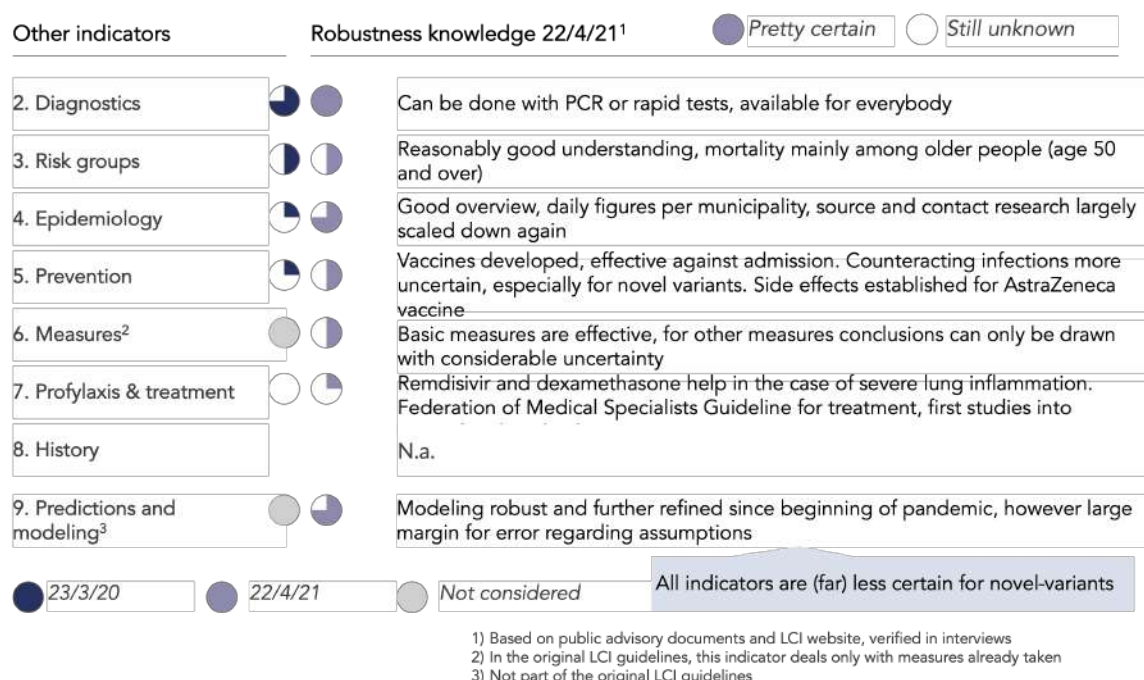 Other indicators
Robustness knowledge 22/4/21¹
Pretty certain
Still unknown
2. Diagnostics
Can be done with PCR or rapid tests, available for everybody
3. Risk groups
Reasonably good understanding, mortality mainly among older people (age 50
and over)
4. Epidemiology
Good overview, daily figures per municipality, source and contact research largely
scaled down again
5. Prevention
Vaccines developed, effective against admission. Counteracting infections more
uncertain, especially for novel variants. Side effects established for AstraZeneca
vaccine
6. Measures²
Basic measures are effective, for other measures conclusions can only be drawn
with considerable uncertainty
7. Profylaxis & treatment
Remdisivir and dexamethasone help in the case of severe lung inflammation.
Federation of Medical Specialists Guideline for treatment, first studies into
8. History
N.a.
9. Predictions and
modeling³
Modeling robust and further refined since beginning of pandemic, however large
margin for error regarding assumptions
23/3/20
22/4/21
Not considered
All indicators are (far) less certain for novel-variants
1) Based on public advisory documents and LCI website, verified in interviews
2) In the original LCI guidelines, this indicator deals only with measures already taken
3) Not part of the original LCI guidelines